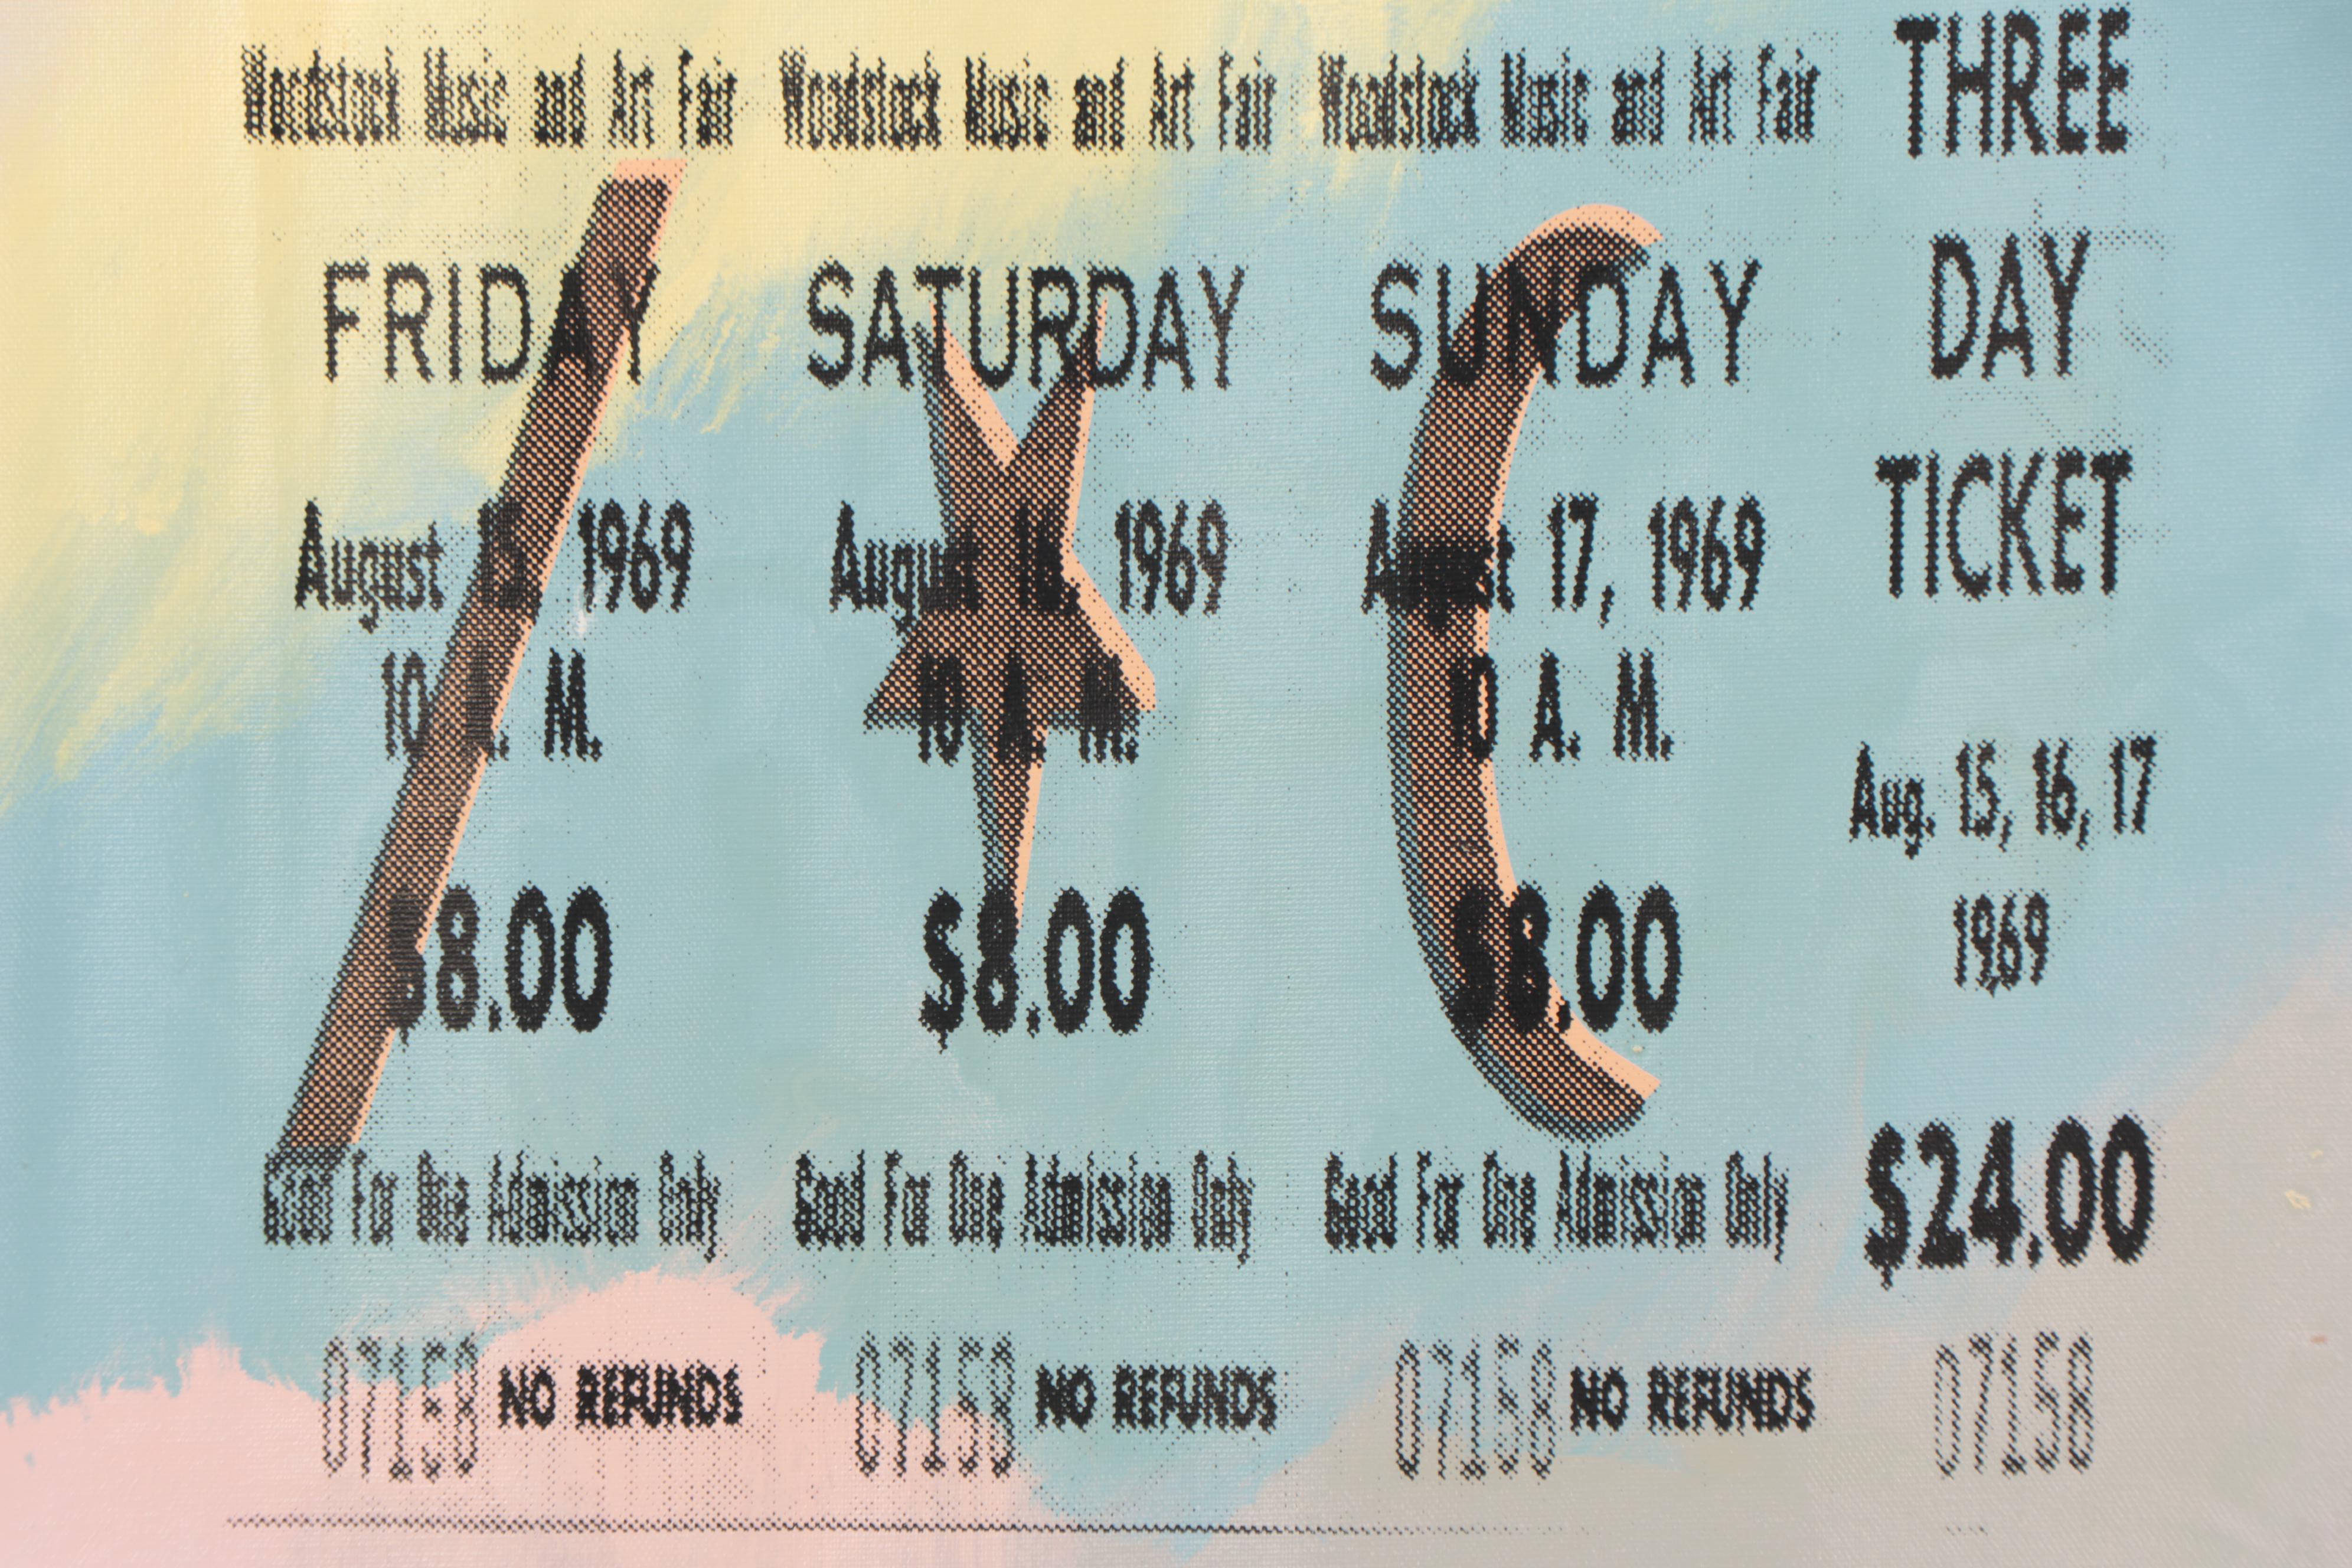 Woodstock Music and Art Fair
FRIDAY
August 15, 1969
10 A. M.
$8.00
Good For One Admission Only
07158 NO REFUNDS
Woodstock Music and Art Fair
SATURDAY
August 16, 1969
10 A. M.
$8.00
Good For One Admission Only
07158 NO REFUNDS
Woodstock Music and Art Fair
SUNDAY
August 17, 1969
10 A. M.
$8.00
Good For One Admission Only
07158 NO REFUNDS
THREE
DAY
TICKET
Aug. 15, 16, 17
1969
$24.00
07158